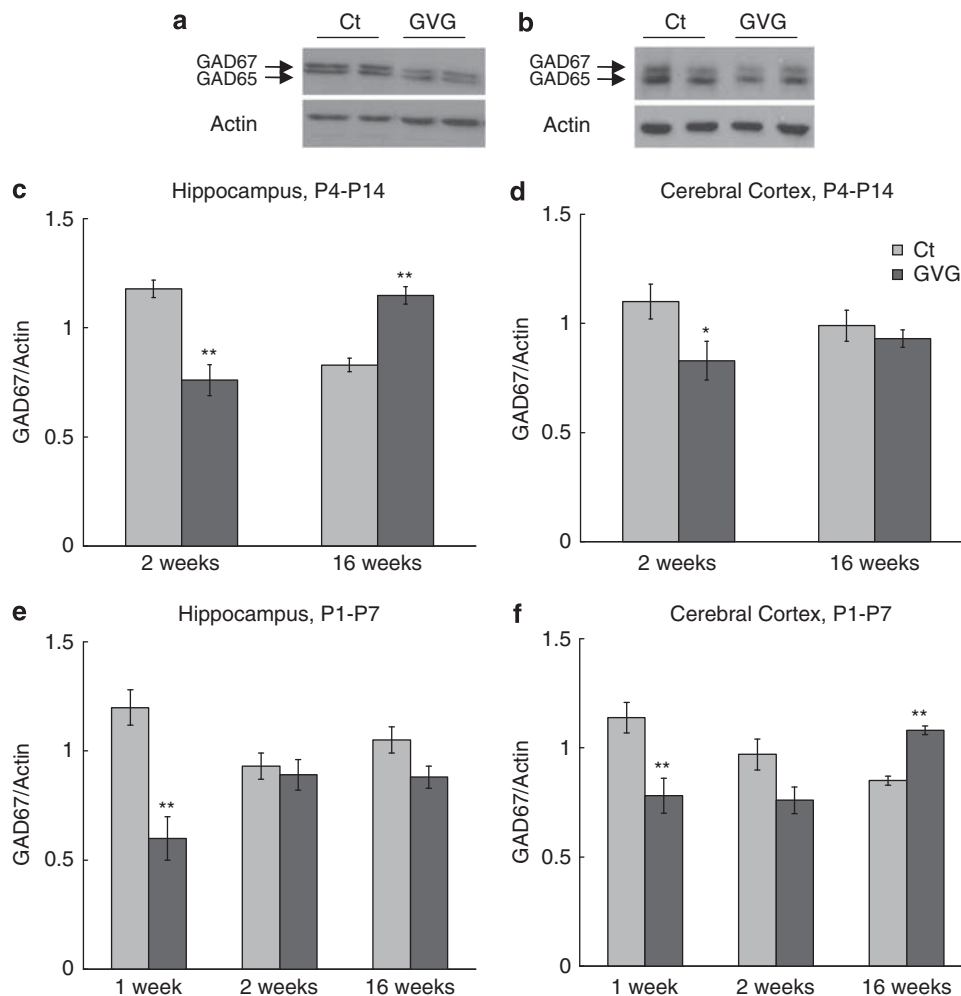 a
Ct GVG
GAD67
GAD65
Actin
b
Ct GVG
GAD67
GAD65
Actin
c
Hippocampus, P4-P14
GAD67/Actin
1.5
1
0.5
0
**
**
2 weeks 16 weeks
d
Cerebral Cortex, P4-P14
GAD67/Actin
1.5
1
0.5
0
Ct
GVG
*
2 weeks 16 weeks
e
Hippocampus, P1-P7
GAD67/Actin
1.5
1
0.5
0
**
1 week 2 weeks 16 weeks
f
Cerebral Cortex, P1-P7
GAD67/Actin
1.5
1
0.5
0
**
**
1 week 2 weeks 16 weeks